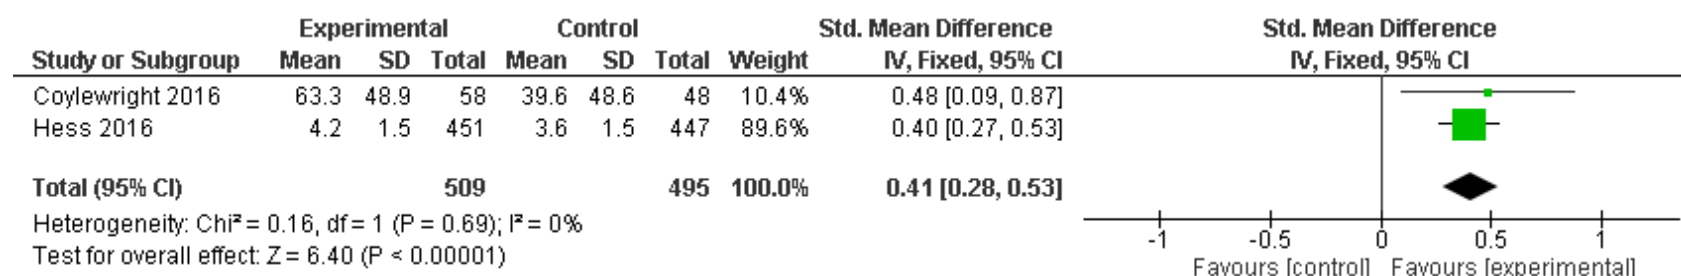 Experimental Control Std. Mean Difference Std. Mean Difference
Study or Subgroup Mean SD Total Mean SD Total Weight IV, Fixed, 95% CI IV, Fixed, 95% CI
Coylewright 2016 63.3 48.9 58 39.6 48.6 48 10.4% 0.48 [0.09, 0.87]
Hess 2016 4.2 1.5 451 3.6 1.5 447 89.6% 0.40 [0.27, 0.53]
Total (95% CI) 509 495 100.0% 0.41 [0.28, 0.53]
Heterogeneity: Chi² = 0.16, df = 1 (P = 0.69); I² = 0%
Test for overall effect: Z = 6.40 (P < 0.00001)
-1 -0.5 0 0.5 1
Favours [control] Favours [experimental]